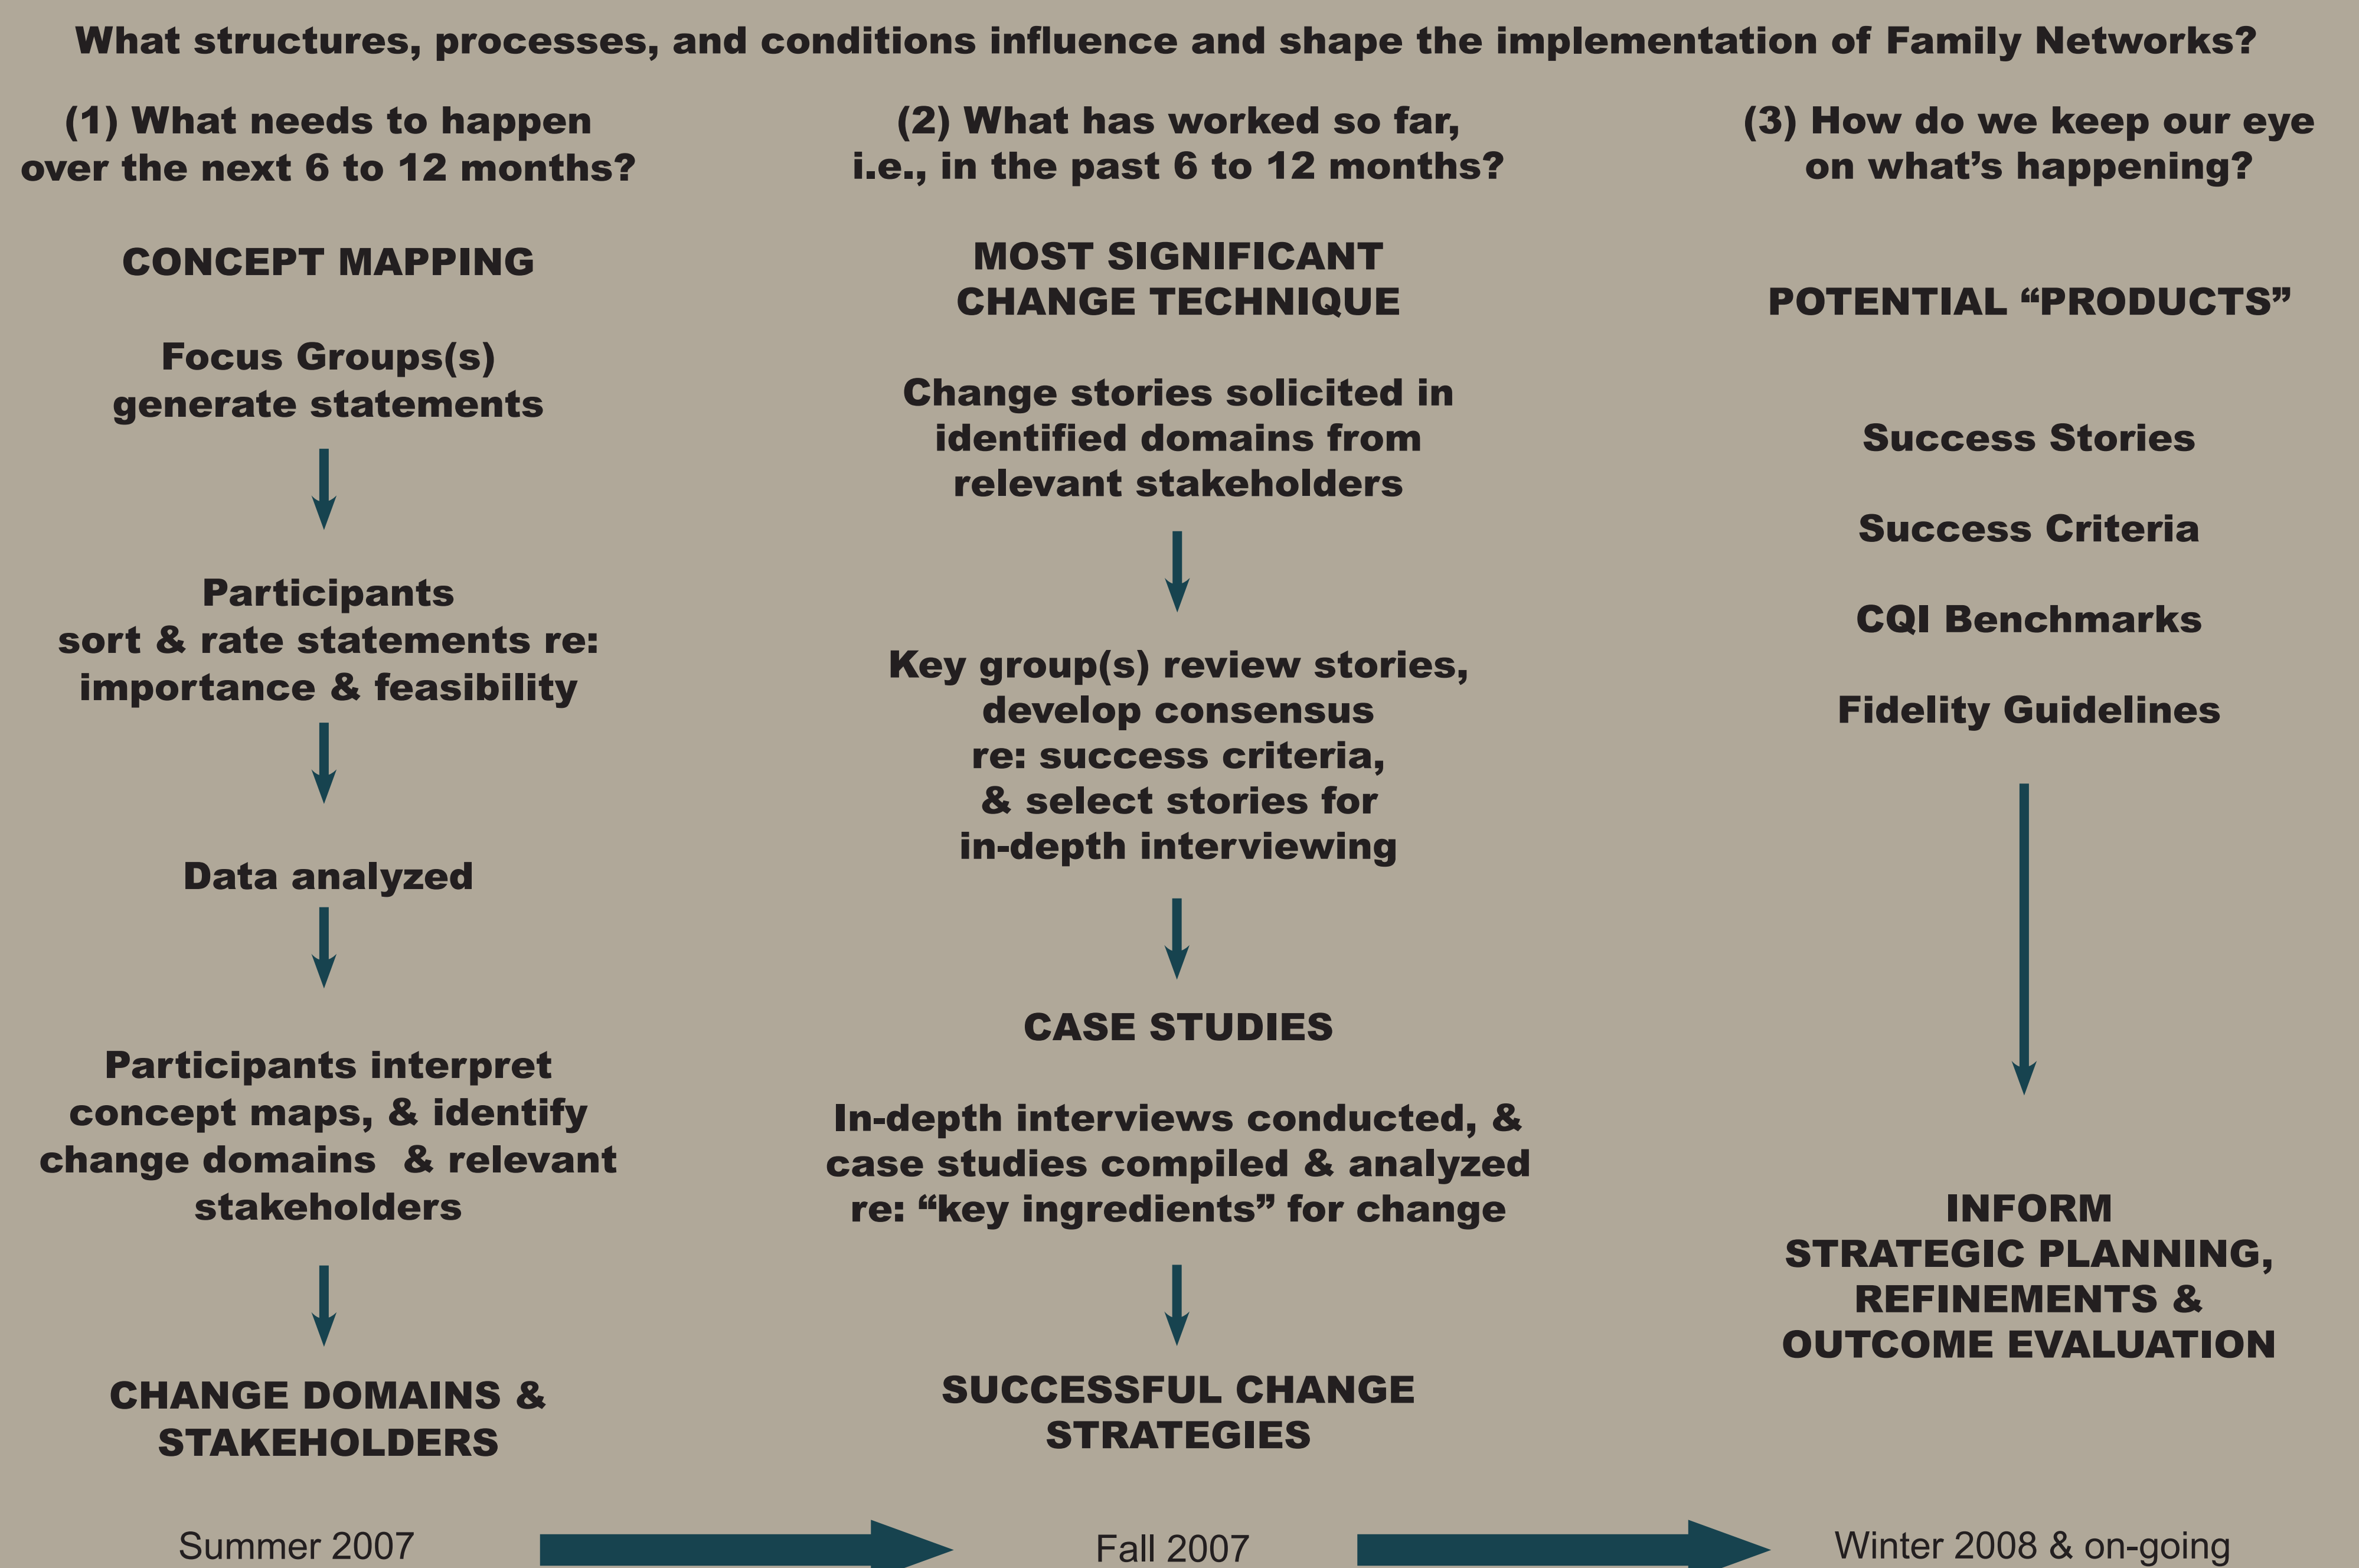 What structures, processes, and conditions influence and shape the implementation of Family Networks?
(1) What needs to happen
over the next 6 to 12 months?
CONCEPT MAPPING
Focus Groups(s)
generate statements
Participants
sort & rate statements re:
importance & feasibility
Data analyzed
Participants interpret
concept maps, & identify
change domains & relevant
stakeholders
CHANGE DOMAINS &
STAKEHOLDERS
Summer 2007
(2) What has worked so far,
i.e., in the past 6 to 12 months?
MOST SIGNIFICANT
CHANGE TECHNIQUE
Change stories solicited in
identified domains from
relevant stakeholders
Key group(s) review stories,
develop consensus
re: success criteria,
& select stories for
in-depth interviewing
CASE STUDIES
In-depth interviews conducted, &
case studies compiled & analyzed
re: “key ingredients” for change
SUCCESSFUL CHANGE
STRATEGIES
Fall 2007
(3) How do we keep our eye
on what’s happening?
POTENTIAL “PRODUCTS”
Success Stories
Success Criteria
CQI Benchmarks
Fidelity Guidelines
INFORM
STRATEGIC PLANNING,
REFINEMENTS &
OUTCOME EVALUATION
Winter 2008 & on-going